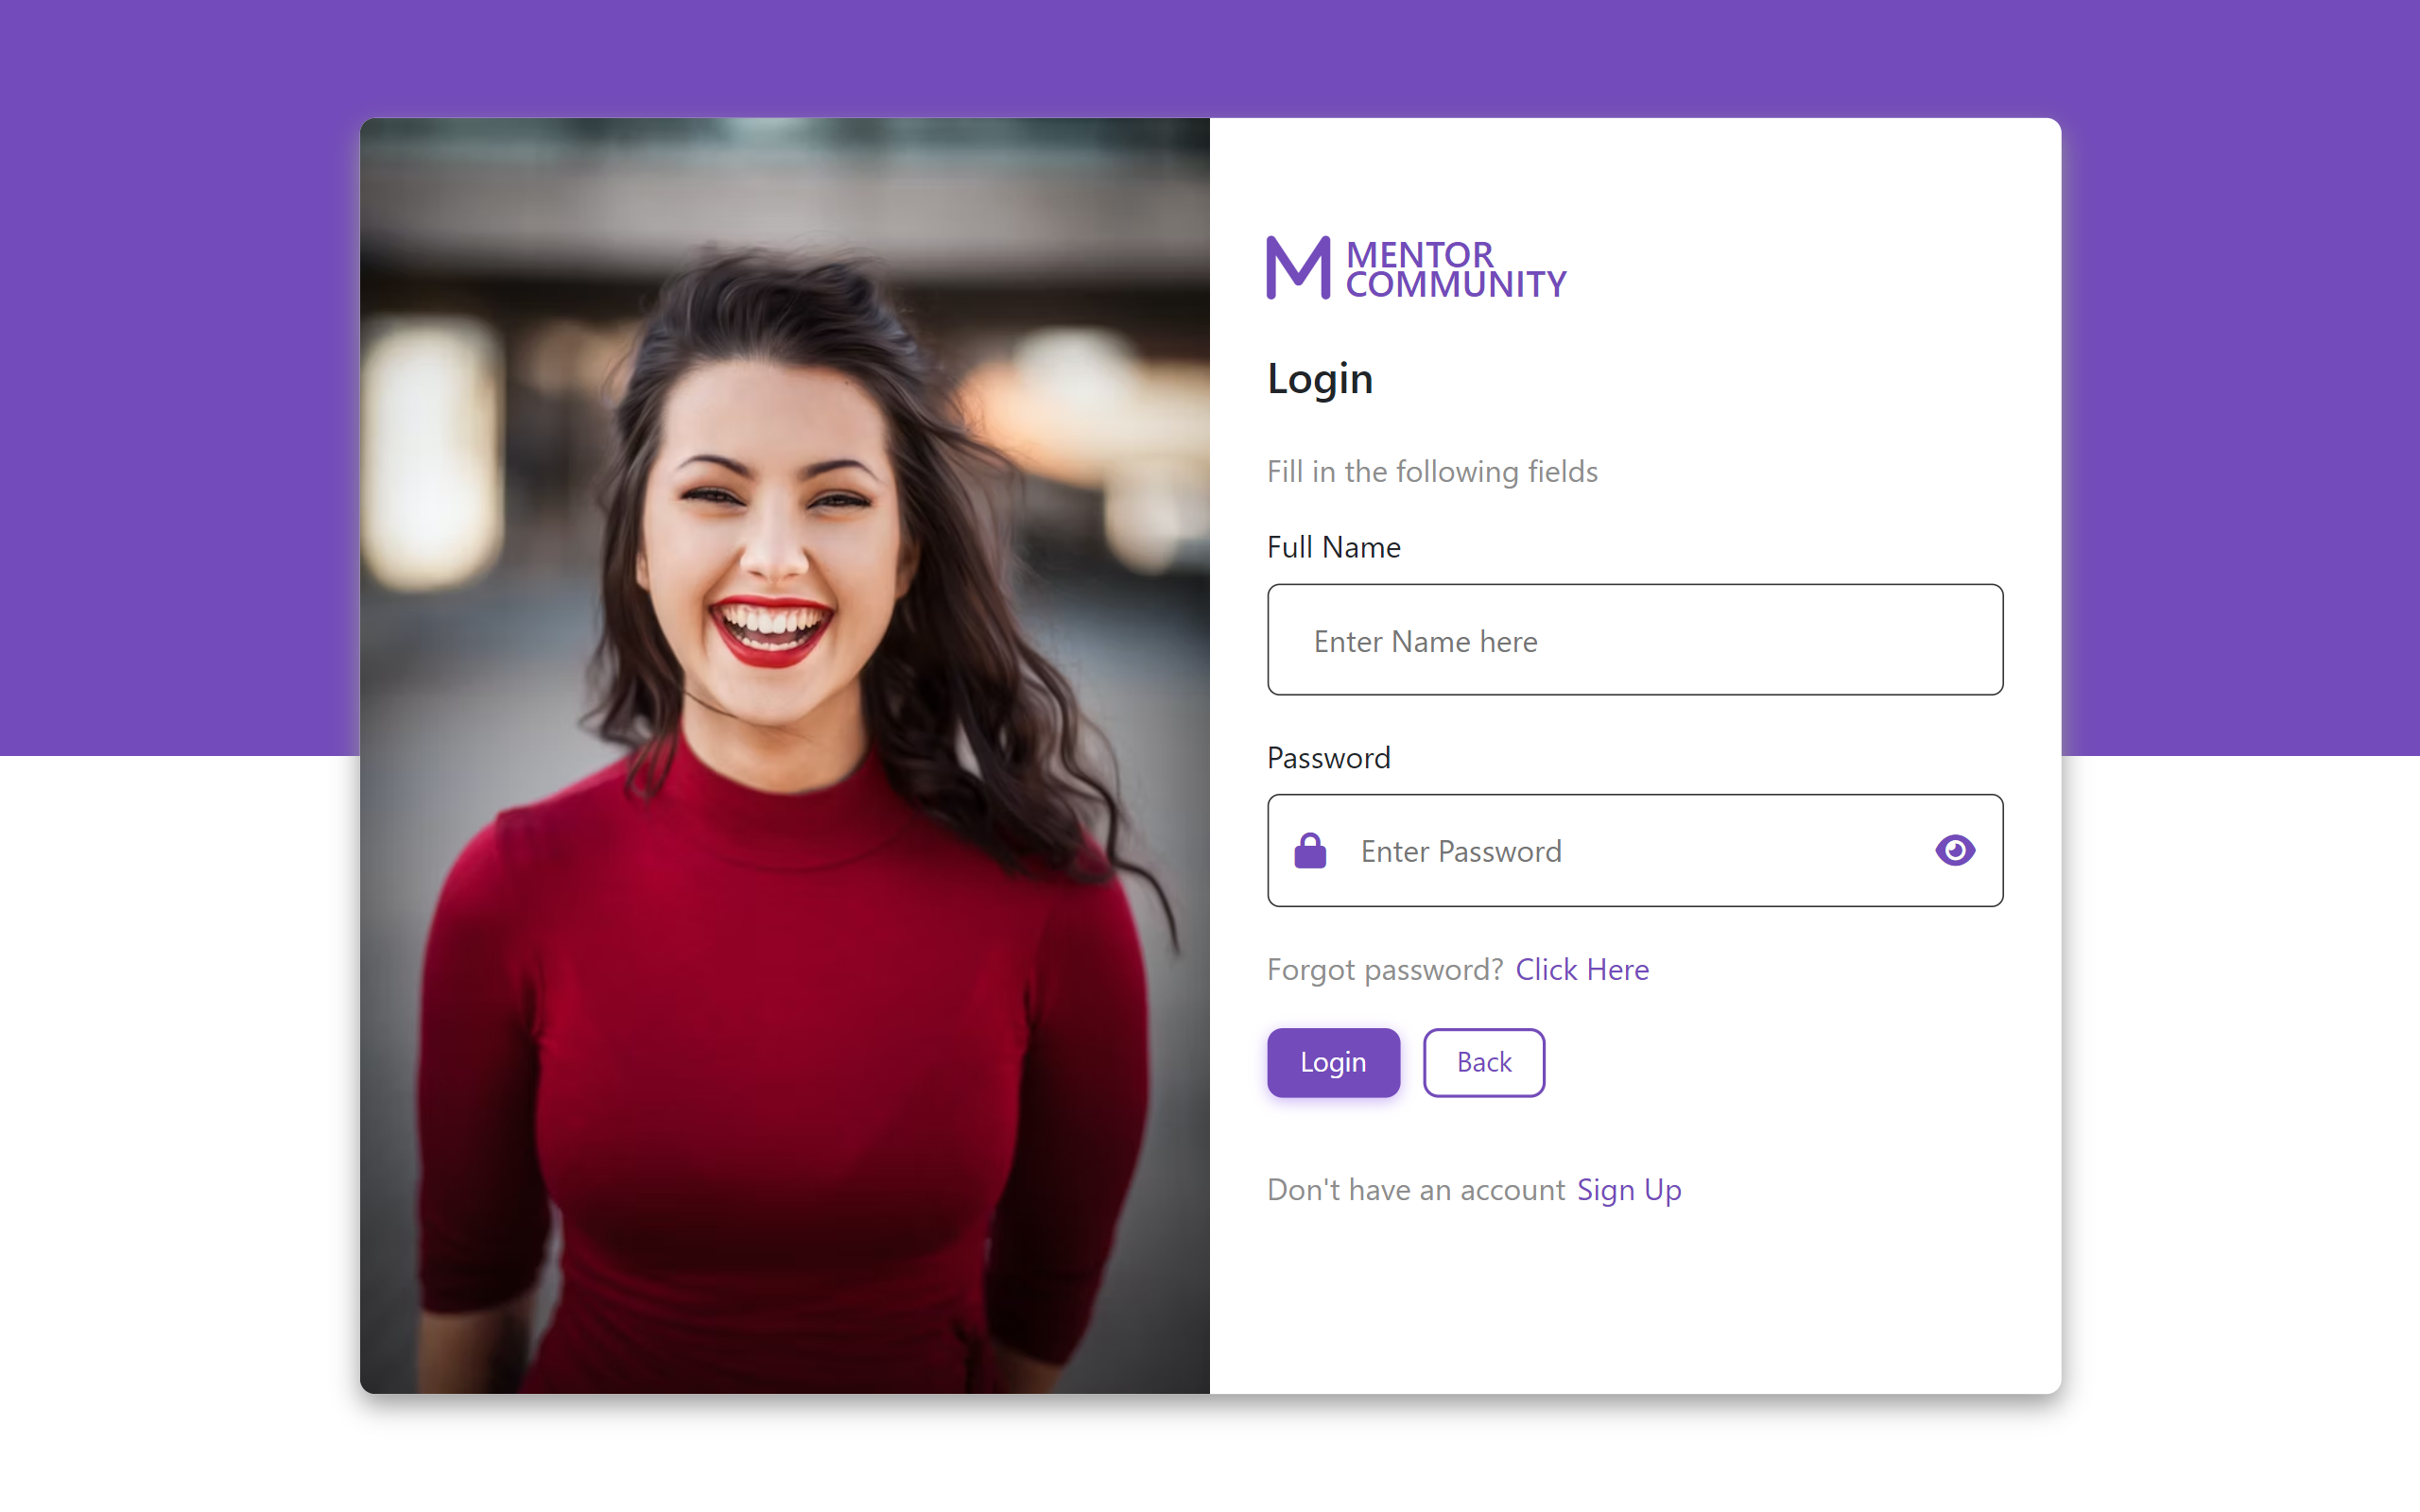 MENTOR
COMMUNITY
Login
Fill in the following fields
Full Name
Enter Name here
Password
Enter Password
Forgot password? Click Here
Login Back
Don't have an account Sign Up